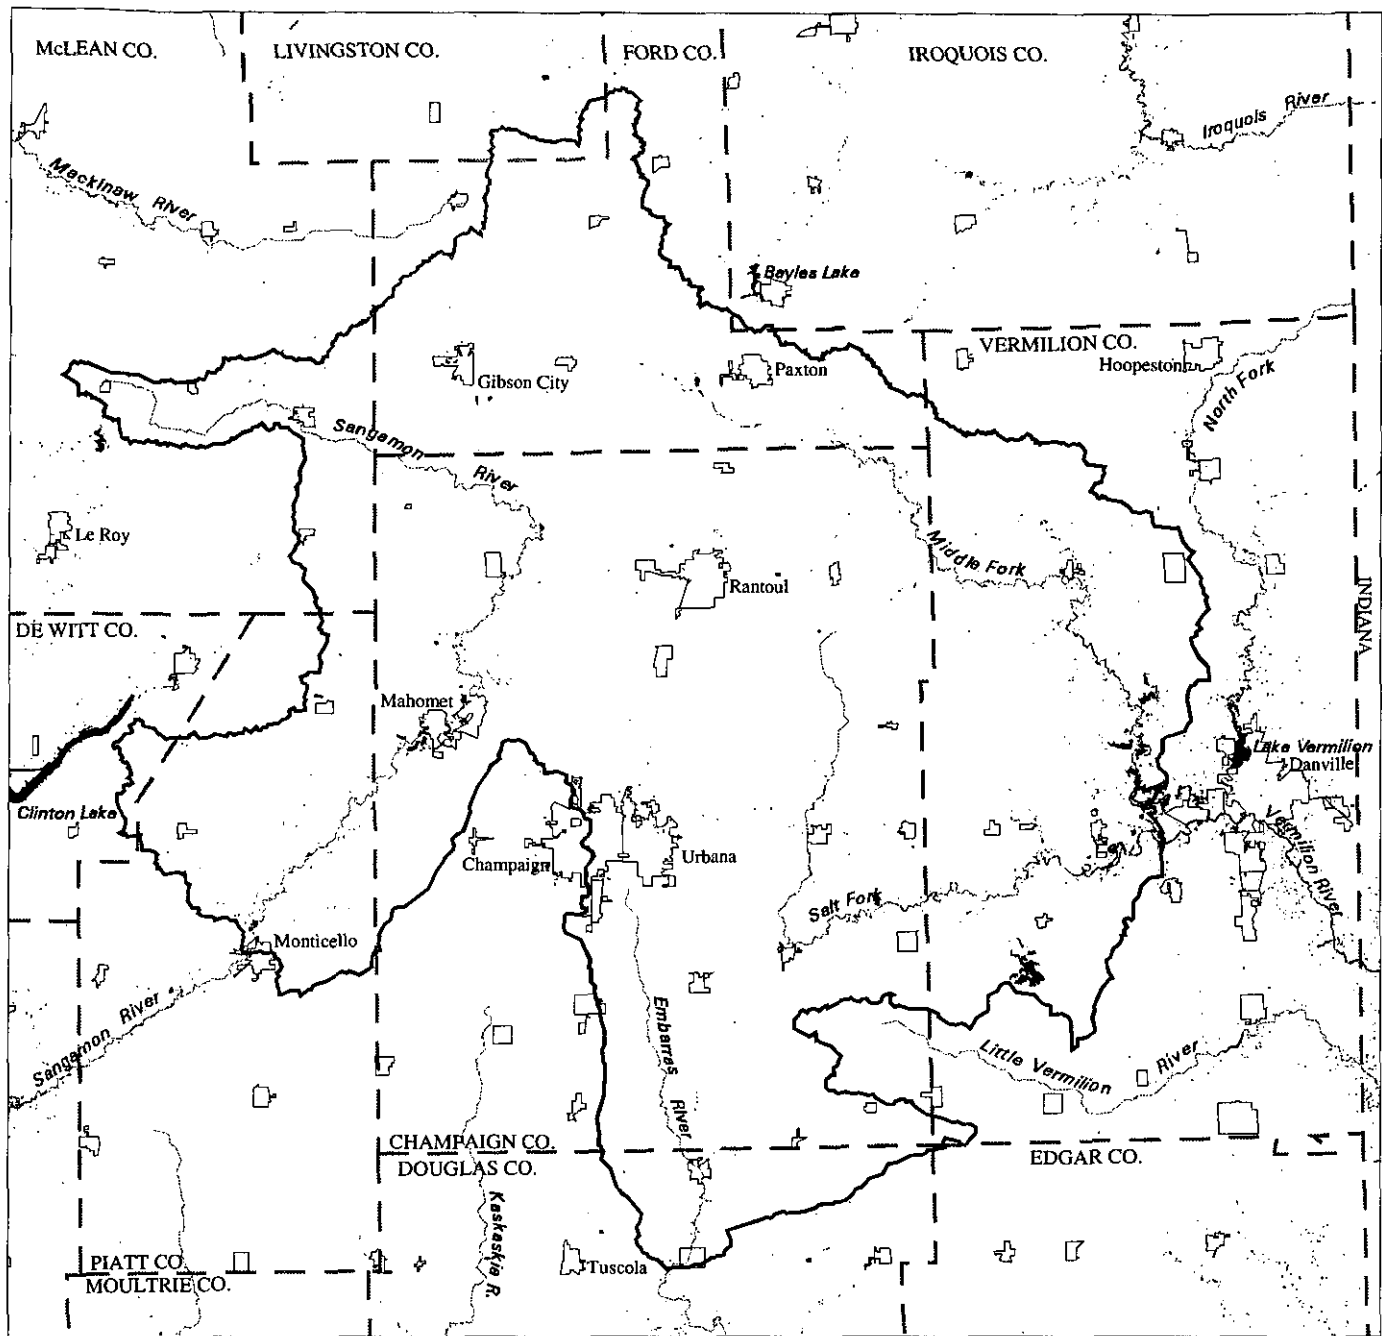 McLEAN CO.
LIVINGSTON CO.
FORD CO.
IROQUOIS CO.
Iroquois River
Mackinaw River
Bayles Lake
VERMILION CO.
Hoopeston
Gibson City
Paxton
North Fork
Sangamon River
Le Roy
Middle Fork
Rantoul
INDIANA
DE WITT CO.
Mahomet
Lake Vermilion
Danville
Clinton Lake
Champaign
Urbana
Vermilion River
Salt Fork
Monticello
Sangamon River
Embarras River
Little Vermilion River
CHAMPAIGN CO.
DOUGLAS CO.
EDGAR CO.
Kaskaskia R.
PIATT CO.
MOULTRIE CO.
Tuscola